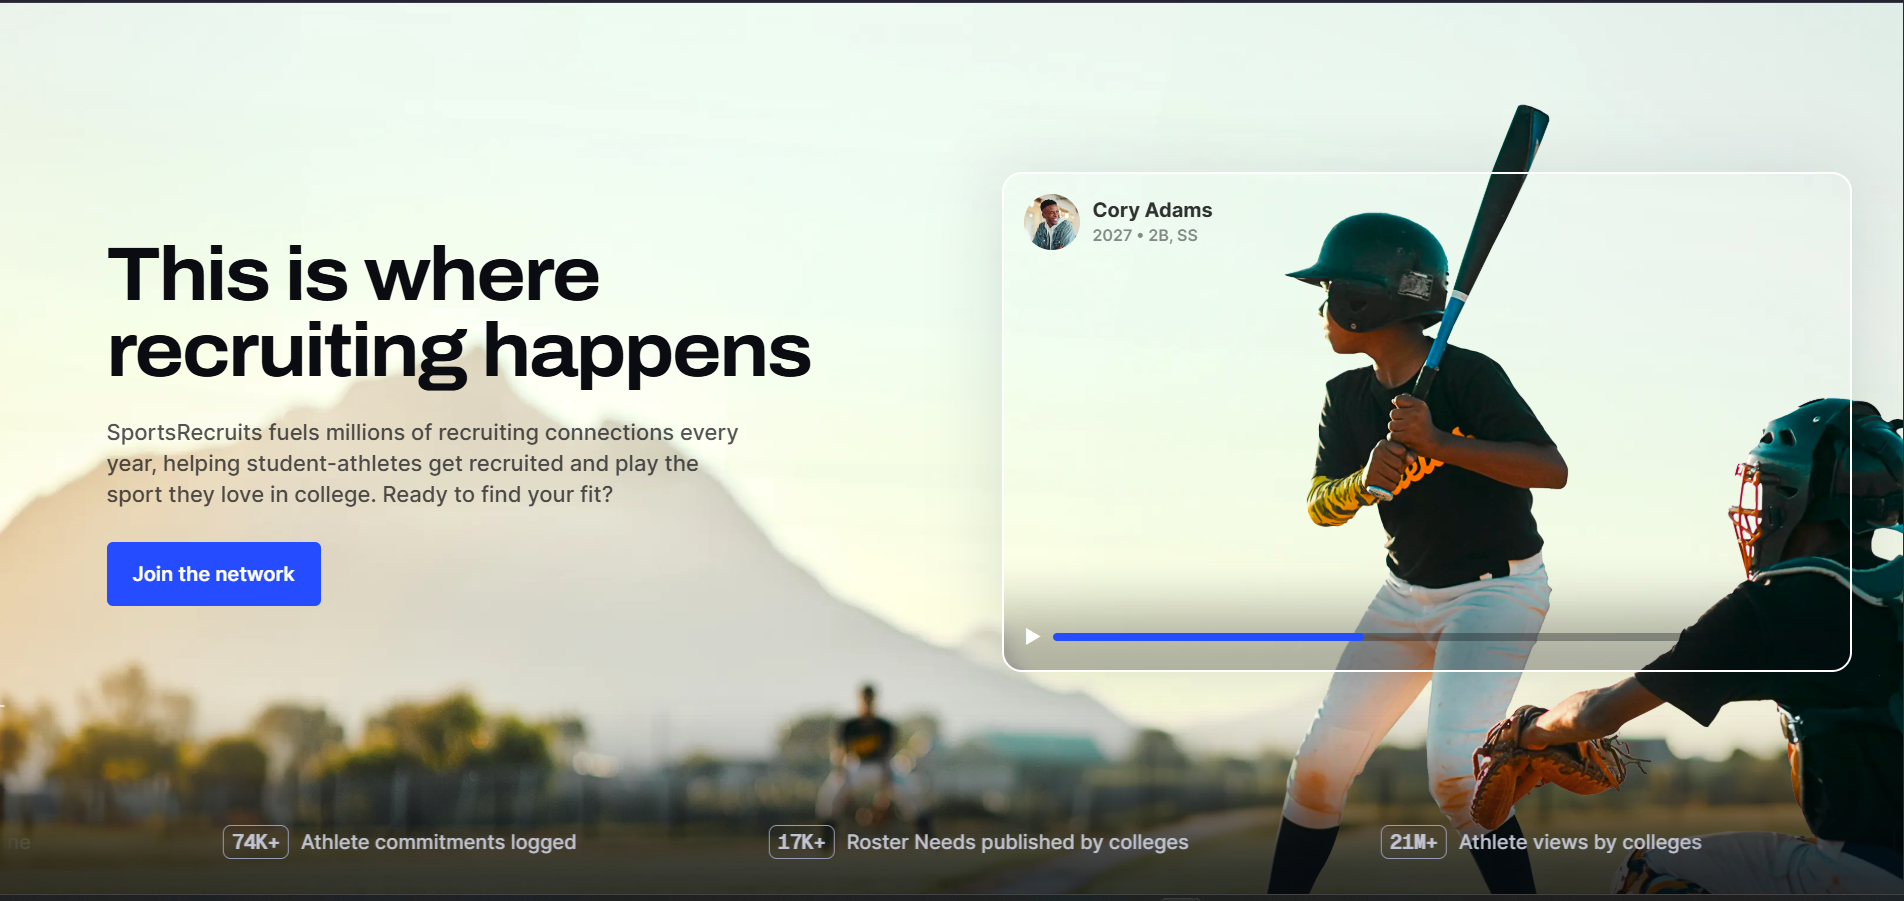 This is where
recruiting happens
SportsRecruits fuels millions of recruiting connections every
year, helping student-athletes get recruited and play the
sport they love in college. Ready to find your fit?
Join the network
Cory Adams
2027 • 2B, SS
74K+ Athlete commitments logged
17K+ Roster Needs published by colleges
21M+ Athlete views by colleges